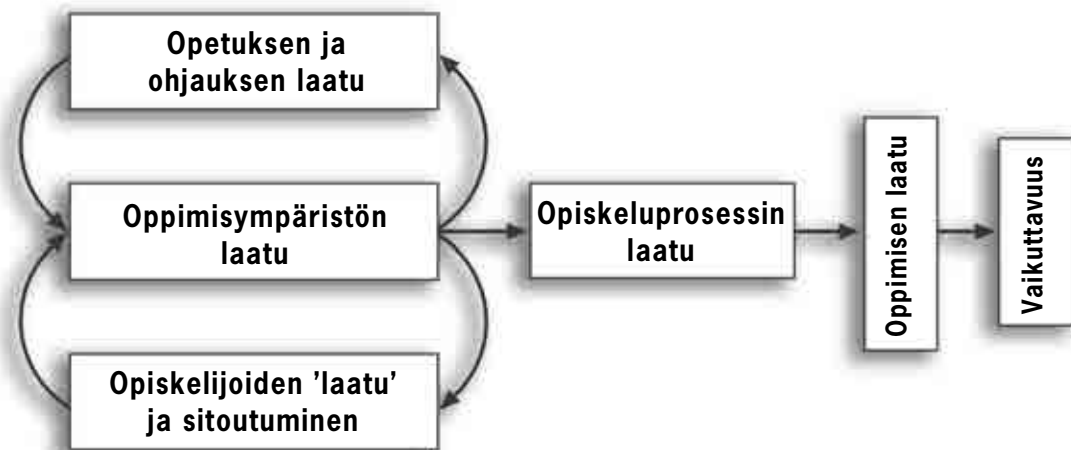 Opetuksen ja
ohjauksen laatu
Oppimisympäristön
laatu
Opiskelijoiden ’laatu’
ja sitoutuminen
Opiskeluprosessin
laatu
Oppimisen laatu
Vaikuttavuus